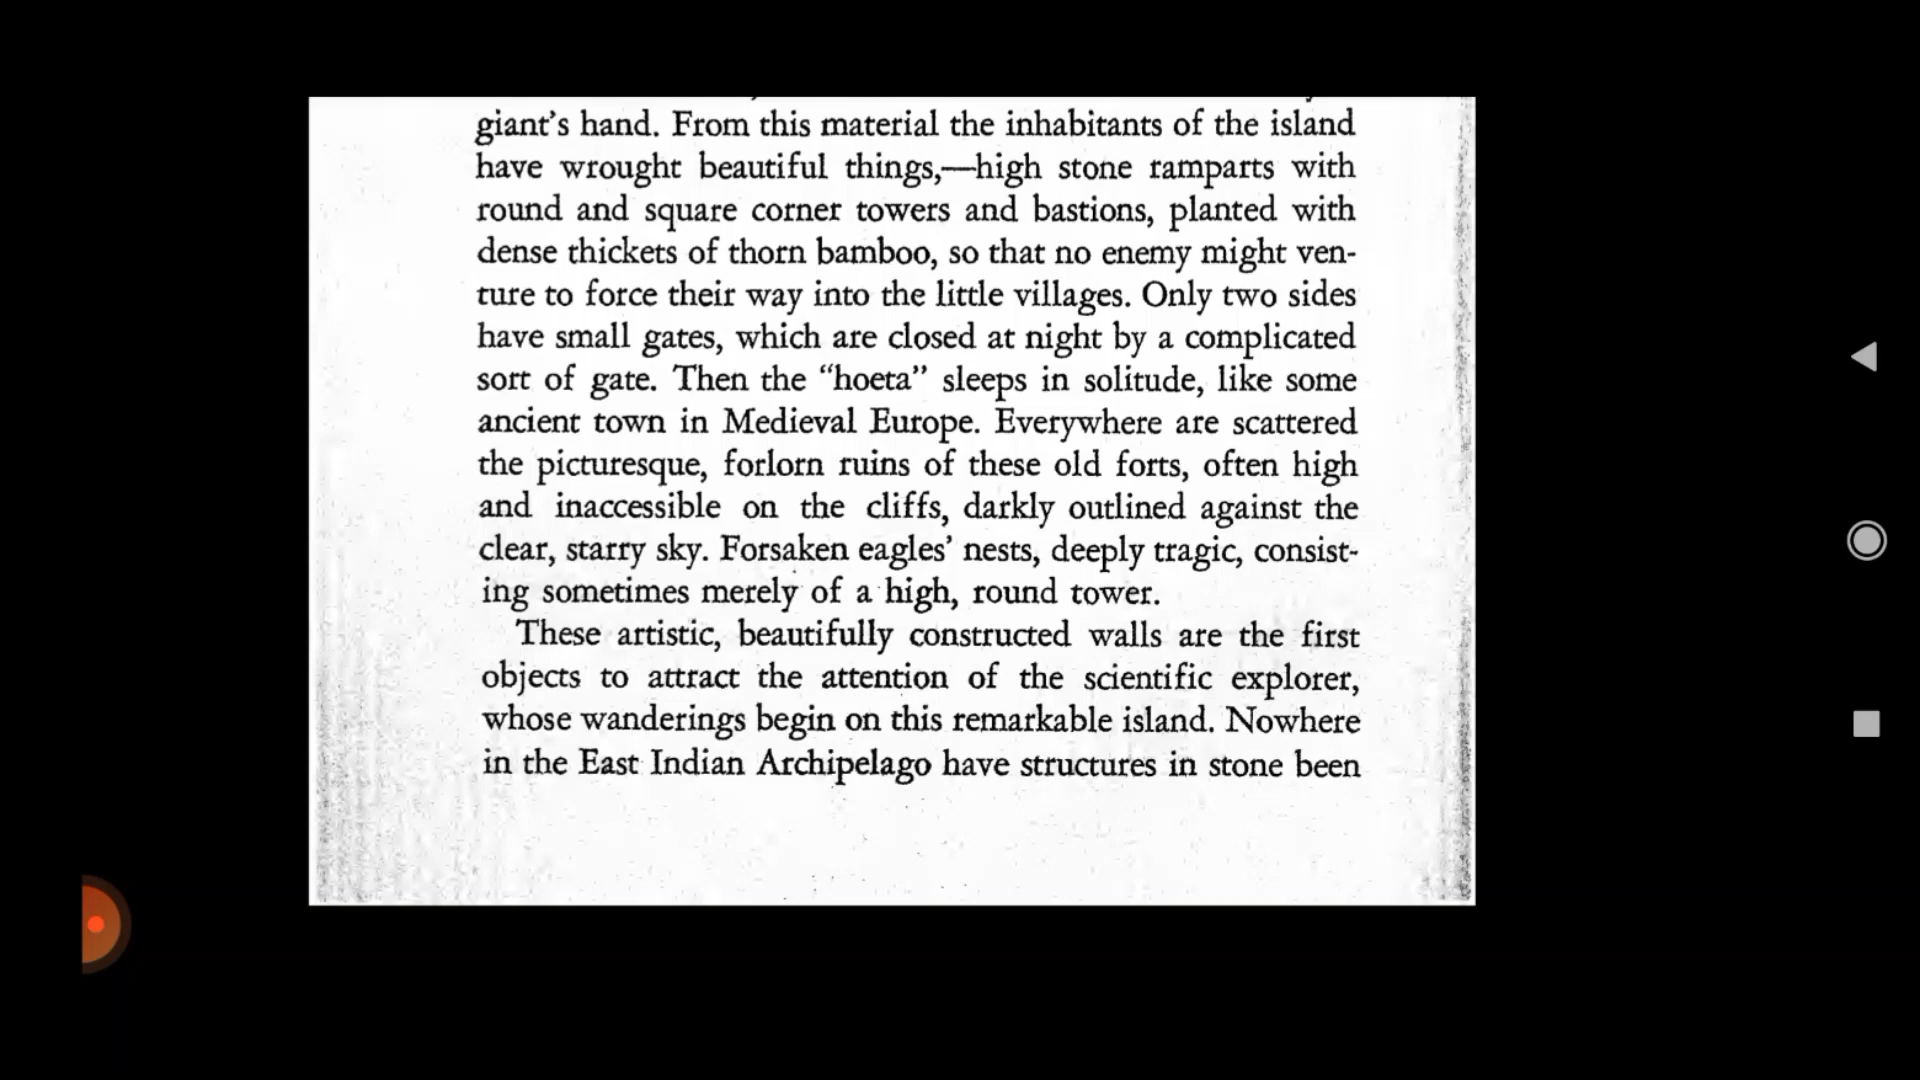 giant's hand. From this material the inhabitants of the island
have wrought beautiful things,—high stone ramparts with
round and square corner towers and bastions, planted with
dense thickets of thorn bamboo, so that no enemy might ven-
ture to force their way into the little villages. Only two sides
have small gates, which are closed at night by a complicated
sort of gate. Then the “hoeta” sleeps in solitude, like some
ancient town in Medieval Europe. Everywhere are scattered
the picturesque, forlorn ruins of these old forts, often high
and inaccessible on the cliffs, darkly outlined against the
clear, starry sky. Forsaken eagles' nests, deeply tragic, consist-
ing sometimes merely of a high, round tower.
These artistic, beautifully constructed walls are the first
objects to attract the attention of the scientific explorer,
whose wanderings begin on this remarkable island. Nowhere
in the East Indian Archipelago have structures in stone been